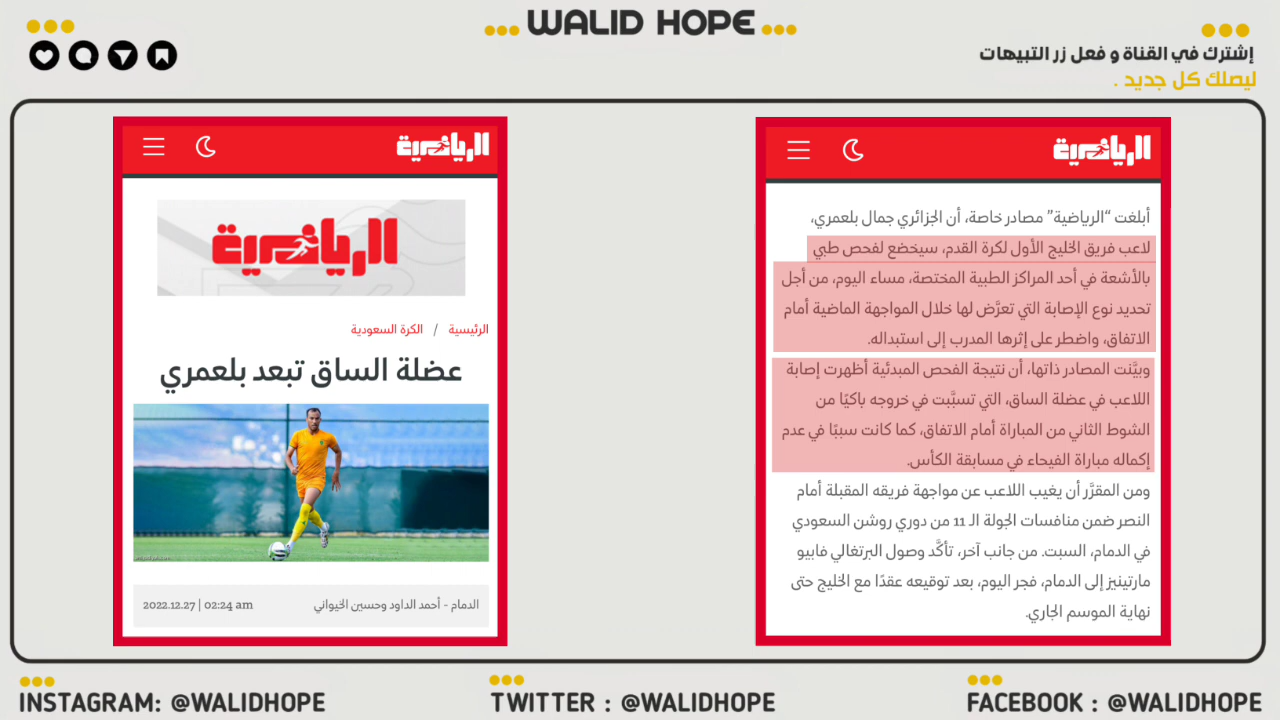 WALID HOPE
إشترك في القناة و فعل زر التبيهات
ليصلك كل جديد .
الرياضية
الرياضية
الرئيسية / الكرة السعودية
عضلة الساق تبعد بلعمري
الدمام - أحمد الداود وحسين الخيواني
2022.12.27 | 02:24 am
الرياضية
أبلغت “الرياضية” مصادر خاصة، أن الجزائري جمال بلعمري،
لاعب فريق الخليج الأول لكرة القدم، سيخضع لفحص طبي
بالأشعة في أحد المراكز الطبية المختصة، مساء اليوم، من أجل
تحديد نوع الإصابة التي تعرَّض لها خلال المواجهة الماضية أمام
الاتفاق، واضطر على إثرها المدرب إلى استبداله.
وبيَّنت المصادر ذاتها، أن نتيجة الفحص المبدئية أظهرت إصابة
اللاعب في عضلة الساق، التي تسبَّبت في خروجه باكيًا من
الشوط الثاني من المباراة أمام الاتفاق، كما كانت سببًا في عدم
إكماله مباراة الفيحاء في مسابقة الكأس.
ومن المقرَّر أن يغيب اللاعب عن مواجهة فريقه المقبلة أمام
النصر ضمن منافسات الجولة الـ 11 من دوري روشن السعودي
في الدمام، السبت. من جانب آخر، تأكَّد وصول البرتغالي فابيو
مارتينيز إلى الدمام، فجر اليوم، بعد توقيعه عقدًا مع الخليج حتى
نهاية الموسم الجاري.
INSTAGRAM: @WALIDHOPE
TWITTER : @WALIDHOPE
FACEBOOK : @WALIDHOPE